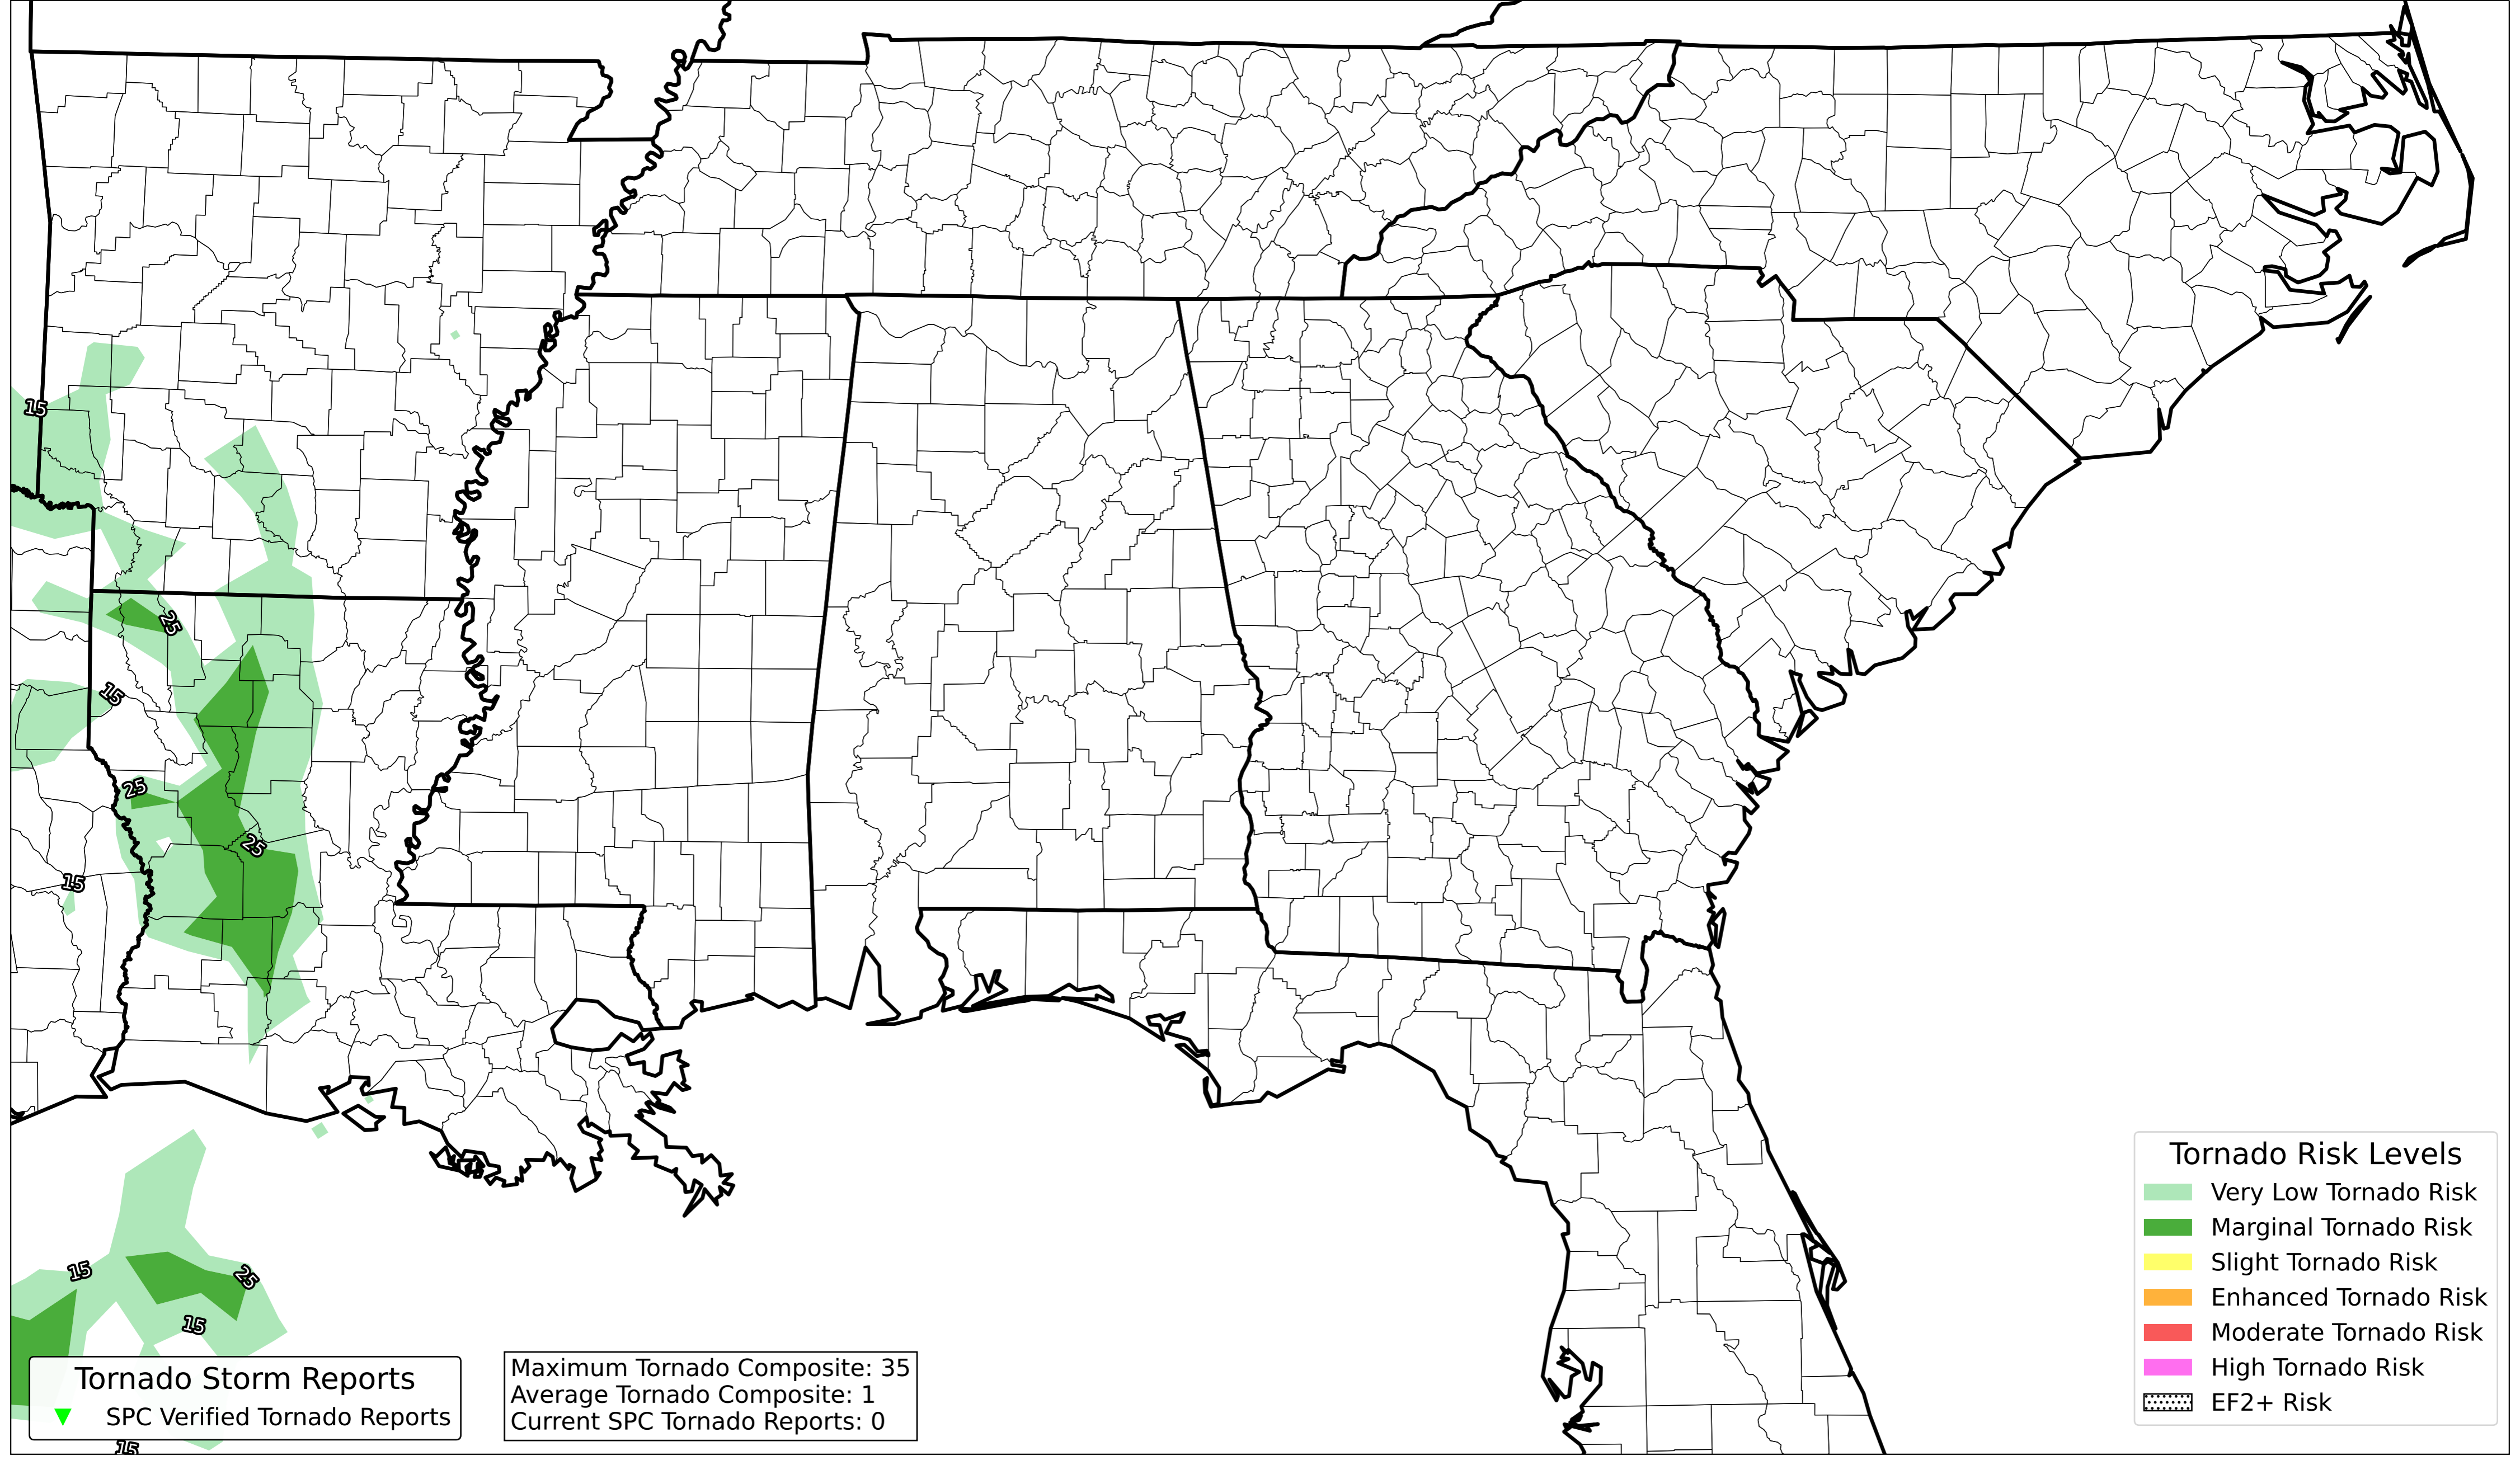 15
25
15
25
25
15
15
25
15
15
Tornado Storm Reports
SPC Verified Tornado Reports
Maximum Tornado Composite: 35
Average Tornado Composite: 1
Current SPC Tornado Reports: 0
Tornado Risk Levels
Very Low Tornado Risk
Marginal Tornado Risk
Slight Tornado Risk
Enhanced Tornado Risk
Moderate Tornado Risk
High Tornado Risk
EF2+ Risk